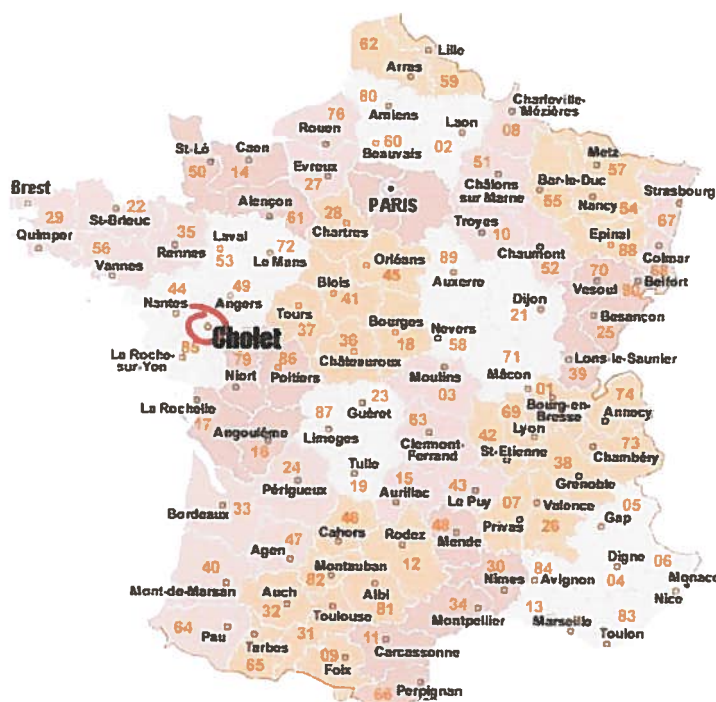 62
Lille
Arras
59
80
Amiens
Charleville-
Mézières
76
Rouen
Laon
08
60
Beauvais
02
St-Lô
Caen
50
14
Evreux
27
51
Châlons
sur Marne
Metz
57
Bar-le-Duc
55
Nancy
54
Strasbourg
67
Brest
PARIS
Alençon
61
28
Chartres
Troyes
10
Epinal
88
Colmar
68
29
Quimper
22
St-Brieuc
35
Rennes
56
Vannes
Laval
53
72
Le Mans
Orléans
45
89
Auxerre
Chaumont
52
70
Vesoul
90
Belfort
44
Nantes
49
Angers
Blois
41
Tours
37
Dijon
21
Besançon
25
Cholet
Bourges
18
Nevers
58
La Roche-
sur-Yon
85
79
Niort
86
Poitiers
36
Châteauroux
Moulins
03
71
Mâcon
Lons-le-Saunier
39
01
Bourg-en-
Bresse
74
Annecy
La Rochelle
17
Angoulême
16
23
Guéret
87
Limoges
63
Clermont-
Ferrand
69
Lyon
42
St-Etienne
73
Chambéry
38
Grenoble
24
Périgueux
Tulle
19
15
Aurillac
43
Le Puy
07
Privas
Valence
26
05
Gap
Bordeaux
33
46
Cahors
Rodez
12
48
Mende
47
Agen
40
Mont-de-Marsan
Montauban
82
Albi
81
30
Nîmes
84
Avignon
Digne
04
06
Monaco
Nice
Auch
32
Toulouse
31
34
Montpellier
13
Marseille
83
Toulon
64
Pau
Tarbes
65
09
Foix
11
Carcassonne
66
Perpignan